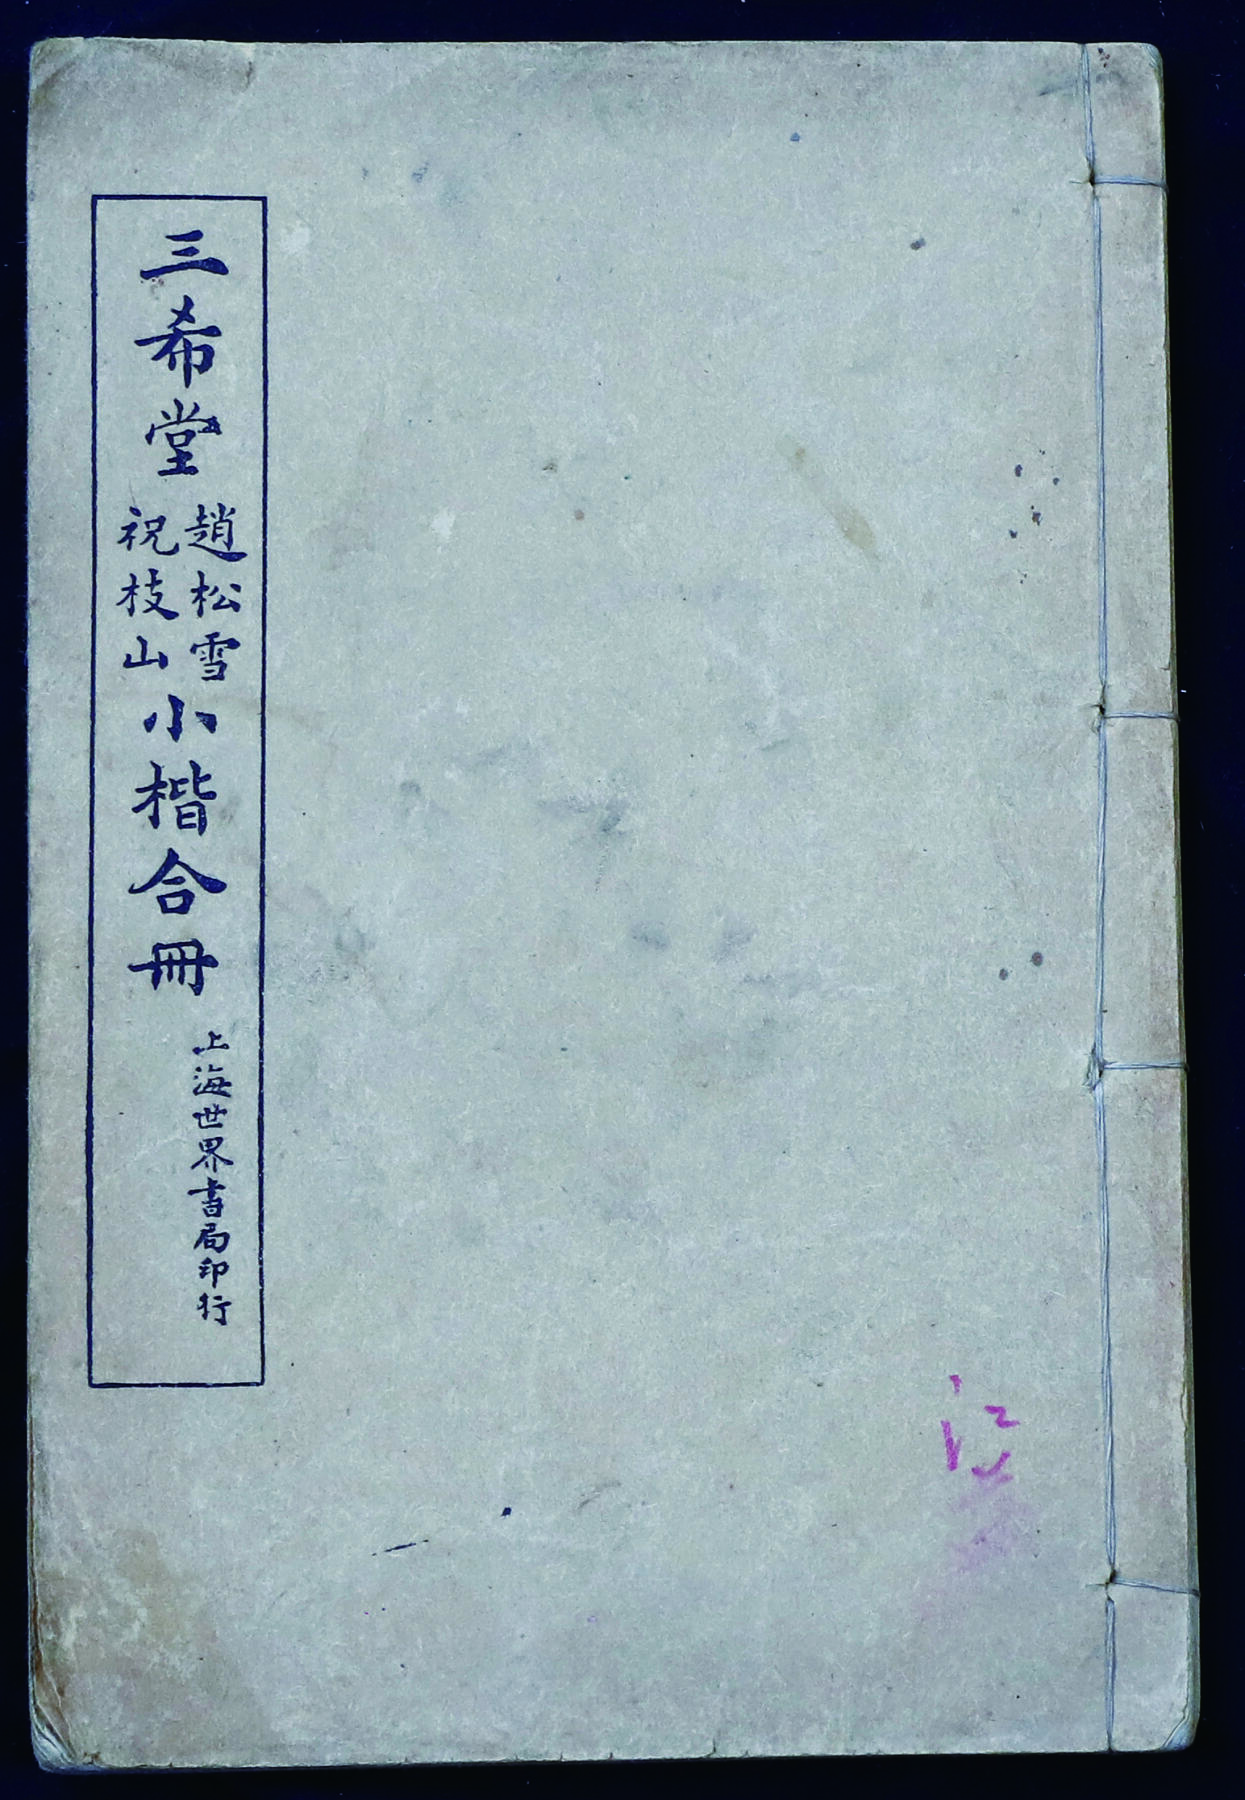 三希堂
趙松雪
祝枝山
小楷合冊
上海世界書局印行